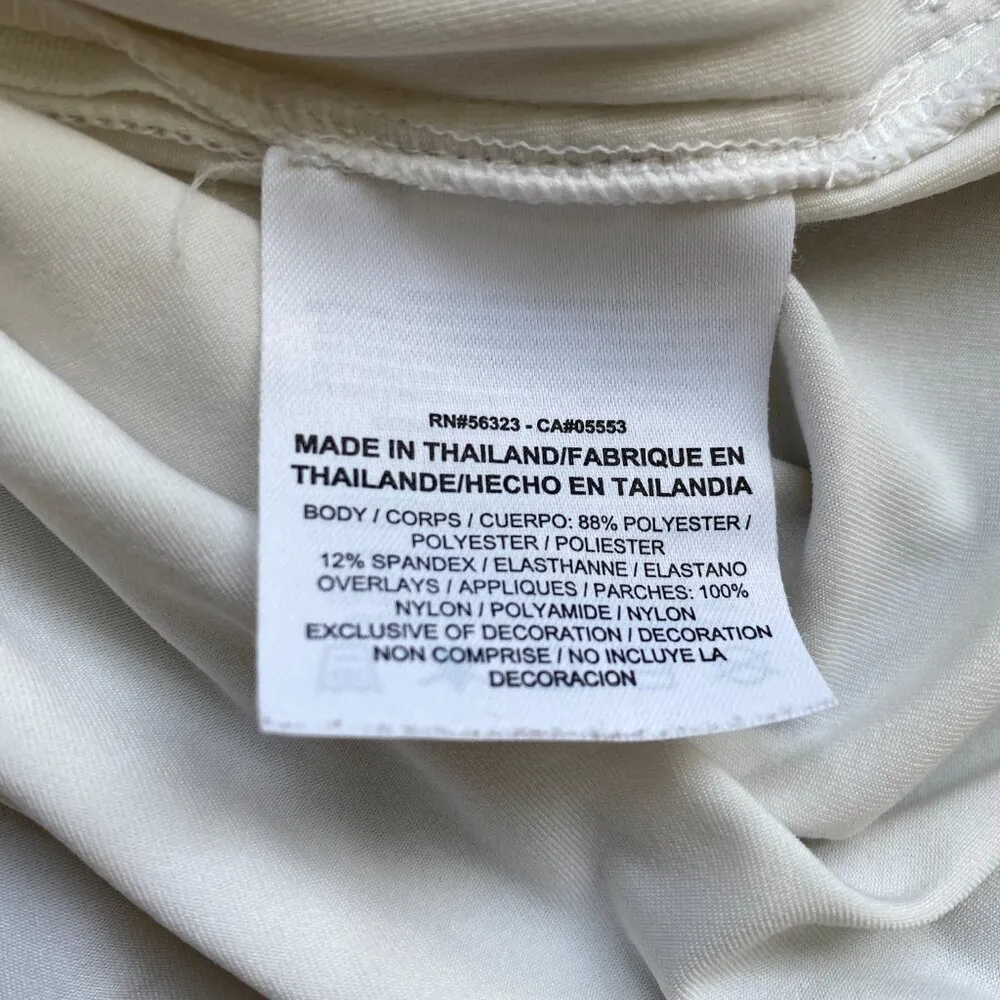 RN#56323 - CA#05553
MADE IN THAILAND/FABRIQUE EN
THAILANDE/HECHO EN TAILANDIA
BODY / CORPS / CUERPO: 88% POLYESTER /
POLYESTER / POLIESTER
12% SPANDEX / ELASTHANNE / ELASTANO
OVERLAYS / APPLIQUES / PARCHES: 100%
NYLON / POLYAMIDE / NYLON
EXCLUSIVE OF DECORATION / DECORATION
NON COMPRISE / NO INCLUYE LA
DECORACION